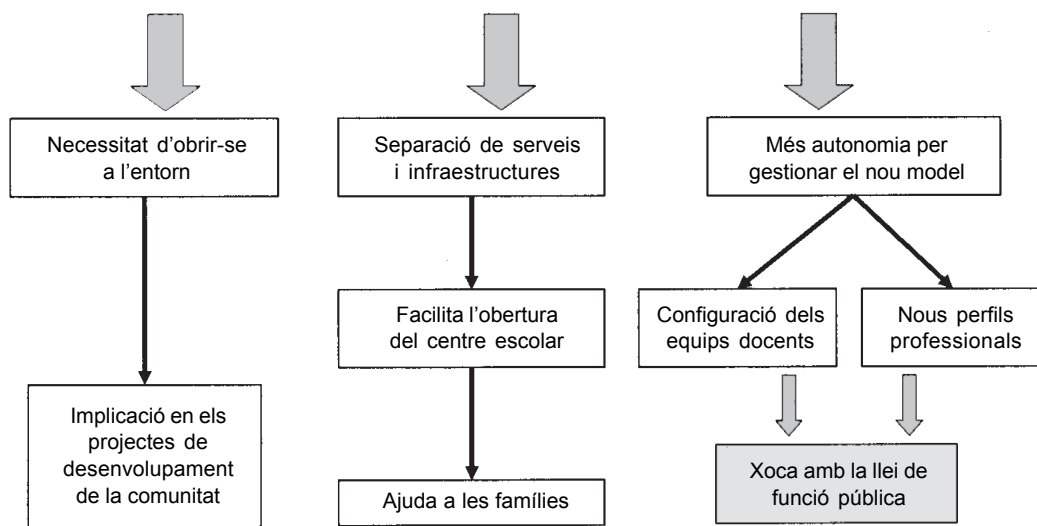 Necessitat d'obrir-se
a l'entorn
Separació de serveis
i infraestructures
Més autonomia per
gestionar el nou model
Facilita l'obertura
del centre escolar
Configuració dels
equips docents
Nous perfils
professionals
Implicació en els
projectes de
desenvolupament
de la comunitat
Ajuda a les famílies
Xoca amb la llei de
funció pública